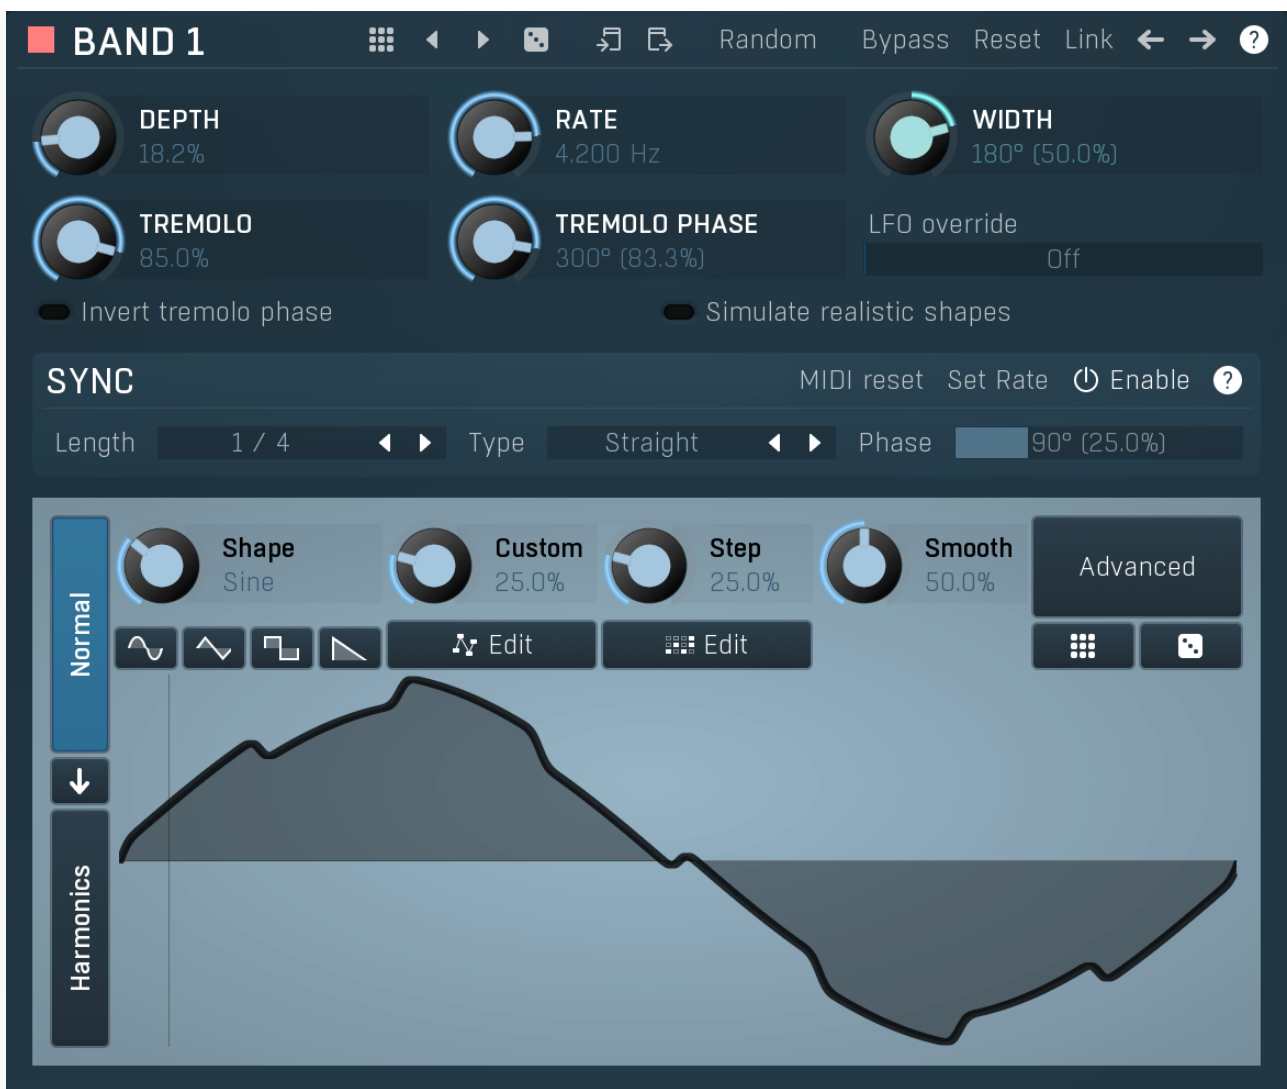 BAND 1 Random Bypass Reset Link ?
DEPTH RATE WIDTH
18.2% 4.200 Hz 180° (50.0%)
TREMOLO TREMOLO PHASE LFO override
85.0% 300° (83.3%) Off
Invert tremolo phase Simulate realistic shapes
SYNC MIDI reset Set Rate Enable ?
Length 1 / 4 Type Straight Phase 90° (25.0%)
Normal
Shape Custom Step Smooth Advanced
Sine 25.0% 25.0% 50.0%
Edit Edit
Harmonics